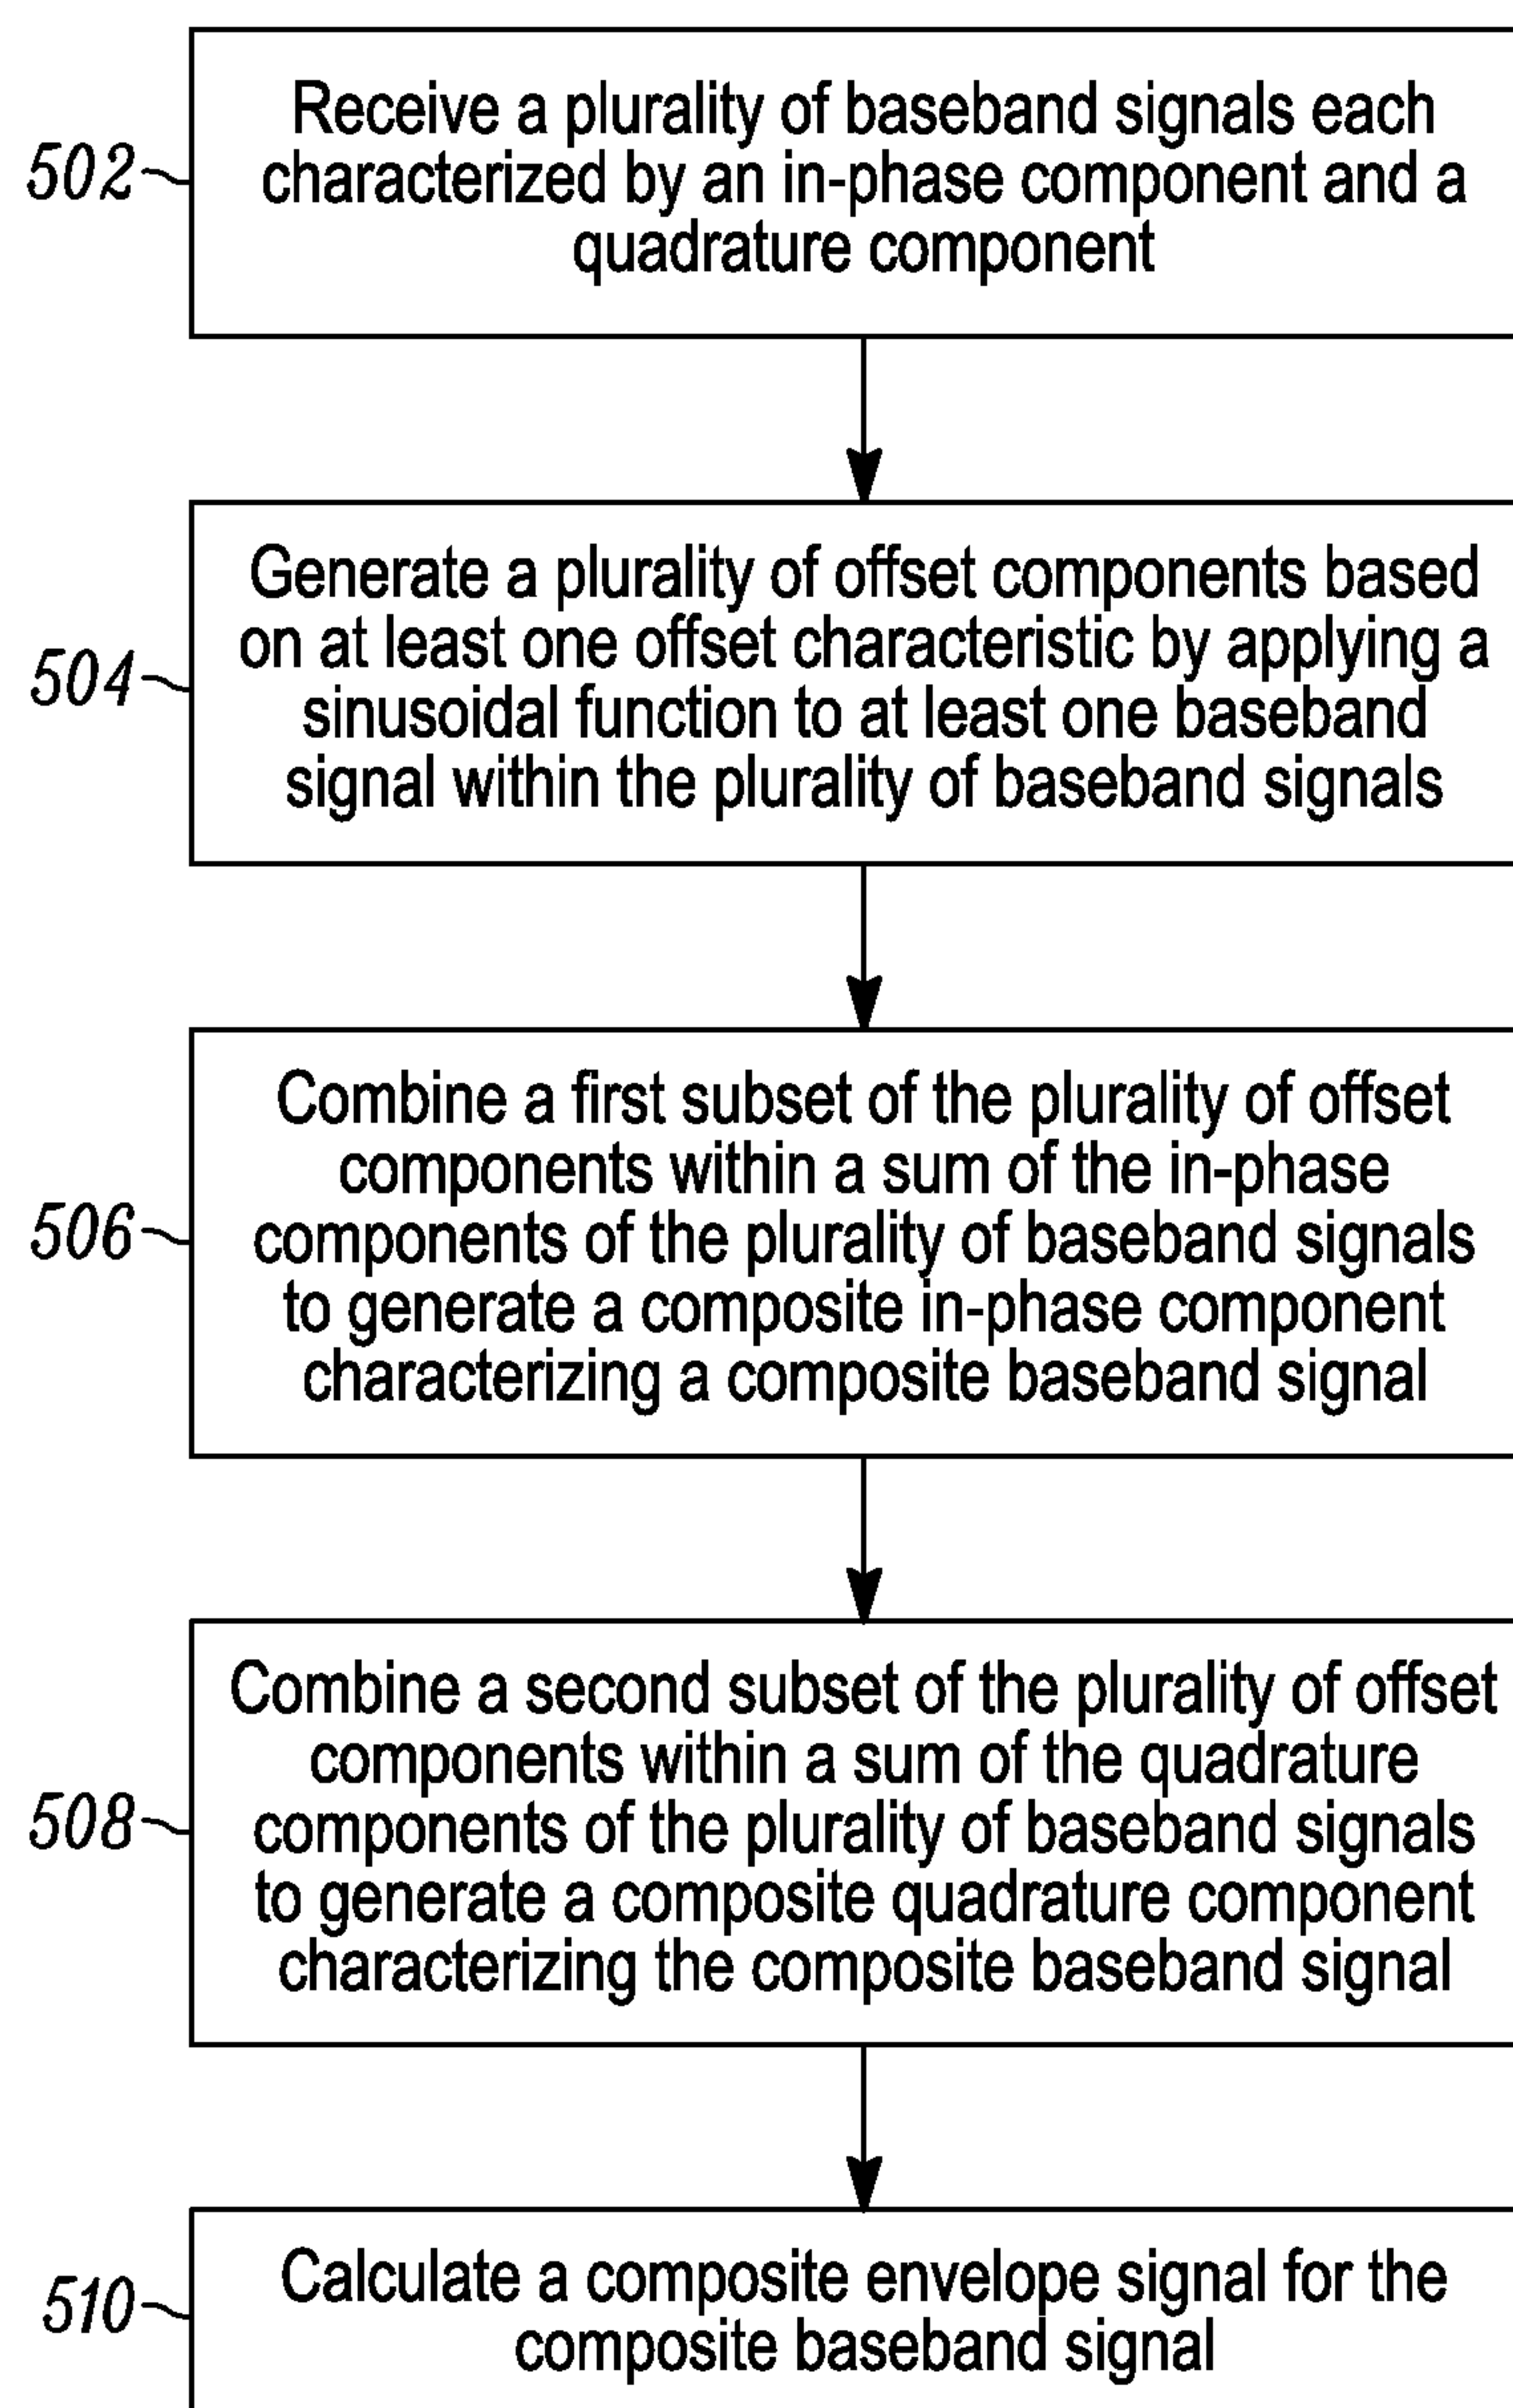 Receive a plurality of baseband signals each
characterized by an in-phase component and a
quadrature component
502
Generate a plurality of offset components based
on at least one offset characteristic by applying a
sinusoidal function to at least one baseband
signal within the plurality of baseband signals
504
Combine a first subset of the plurality of offset
components within a sum of the in-phase
components of the plurality of baseband signals
to generate a composite in-phase component
characterizing a composite baseband signal
506
Combine a second subset of the plurality of offset
components within a sum of the quadrature
components of the plurality of baseband signals
to generate a composite quadrature component
characterizing the composite baseband signal
508
Calculate a composite envelope signal for the
composite baseband signal
510